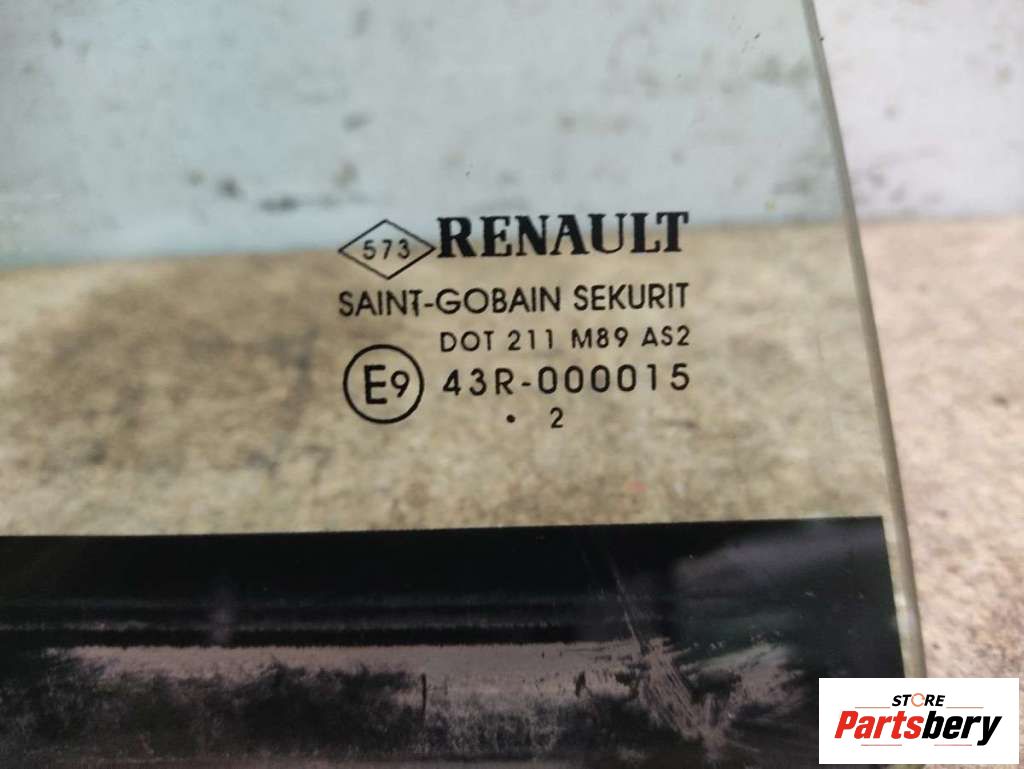 573 RENAULT
SAINT-GOBAIN SEKURIT
DOT 211 M89 AS2
E9 43R-000015
. 2
STORE
Partsbery